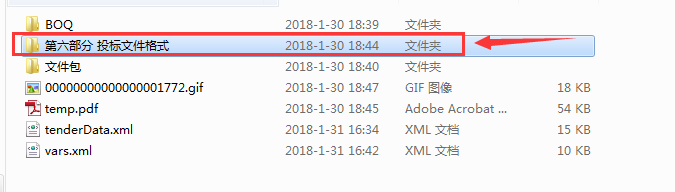 BOQ 2018-1-30 18:39 文件夹
第六部分 投标文件格式 2018-1-30 18:44 文件夹
文件包 2018-1-30 18:40 文件夹
00000000000000001772.gif 2018-1-30 18:47 GIF 图像 18 KB
temp.pdf 2018-1-30 18:45 Adobe Acrobat ... 54 KB
tenderData.xml 2018-1-31 16:34 XML 文档 15 KB
vars.xml 2018-1-31 16:42 XML 文档 10 KB